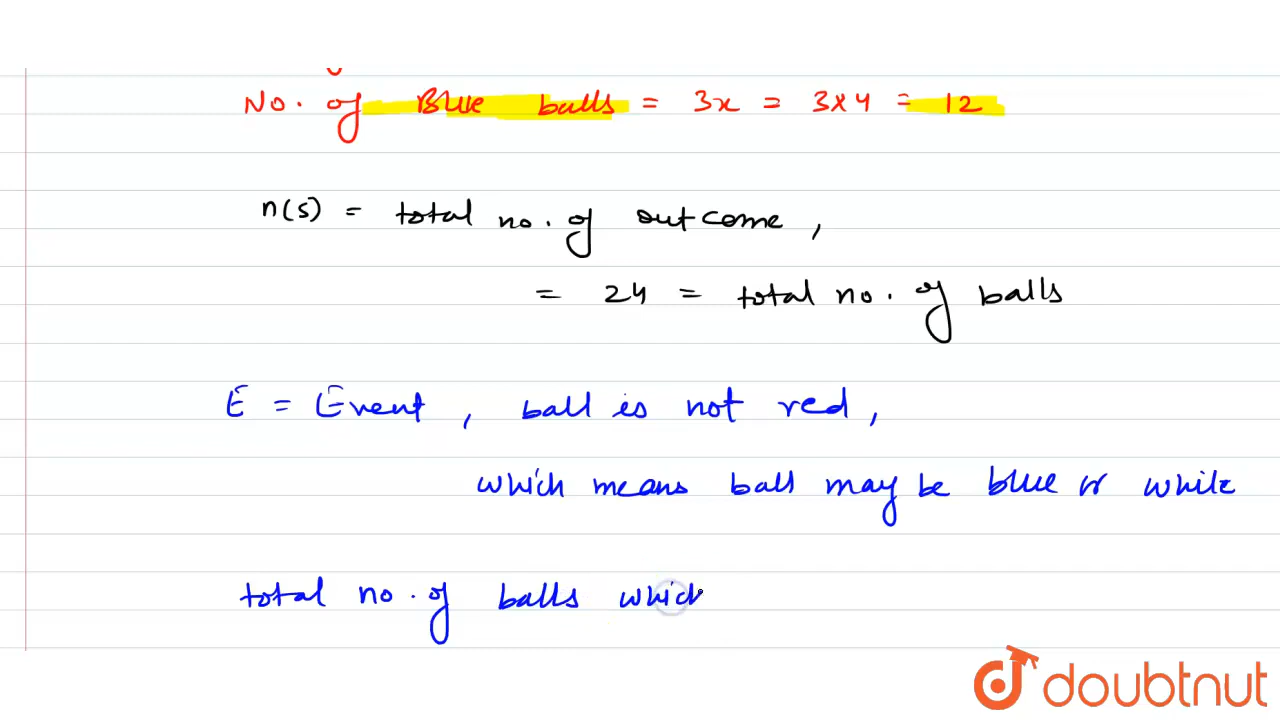 No. of Blue balls = 3x = 3x4 = 12
n(s) = total no. of outcome,
= 24 = total no. of balls
E = Event, ball is not red,
which means ball may be blue or white
total no. of balls which
doubtnut